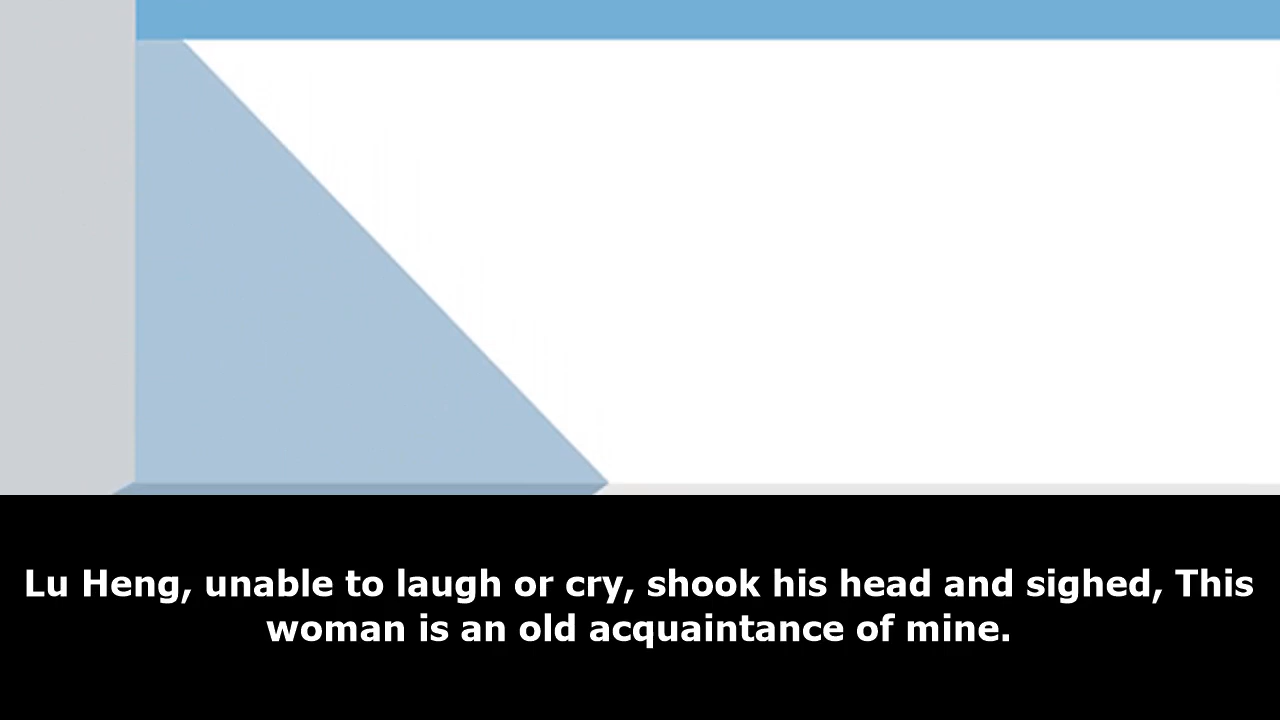 Lu Heng, unable to laugh or cry, shook his head and sighed, This
woman is an old acquaintance of mine.